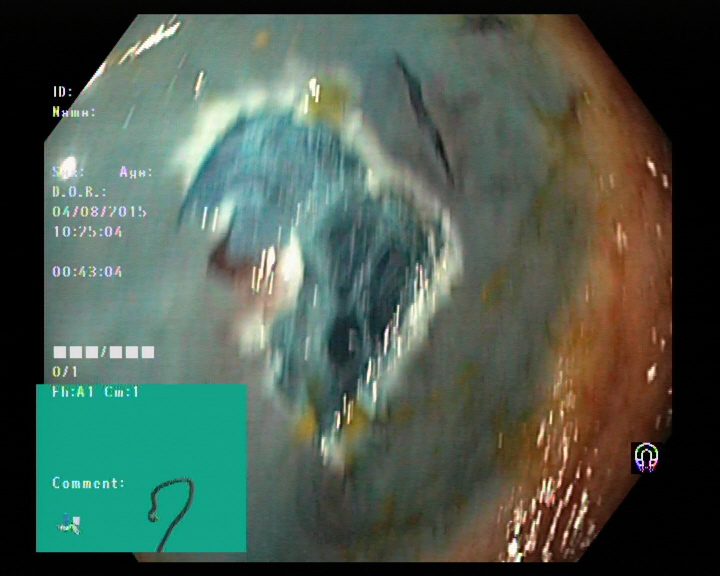 ID:
Name:
Sex: Age:
D.O.B.:
04/08/2015
10:25:04
00:43:04
/
0/1
Eh:A1 Cm:1
Comment: